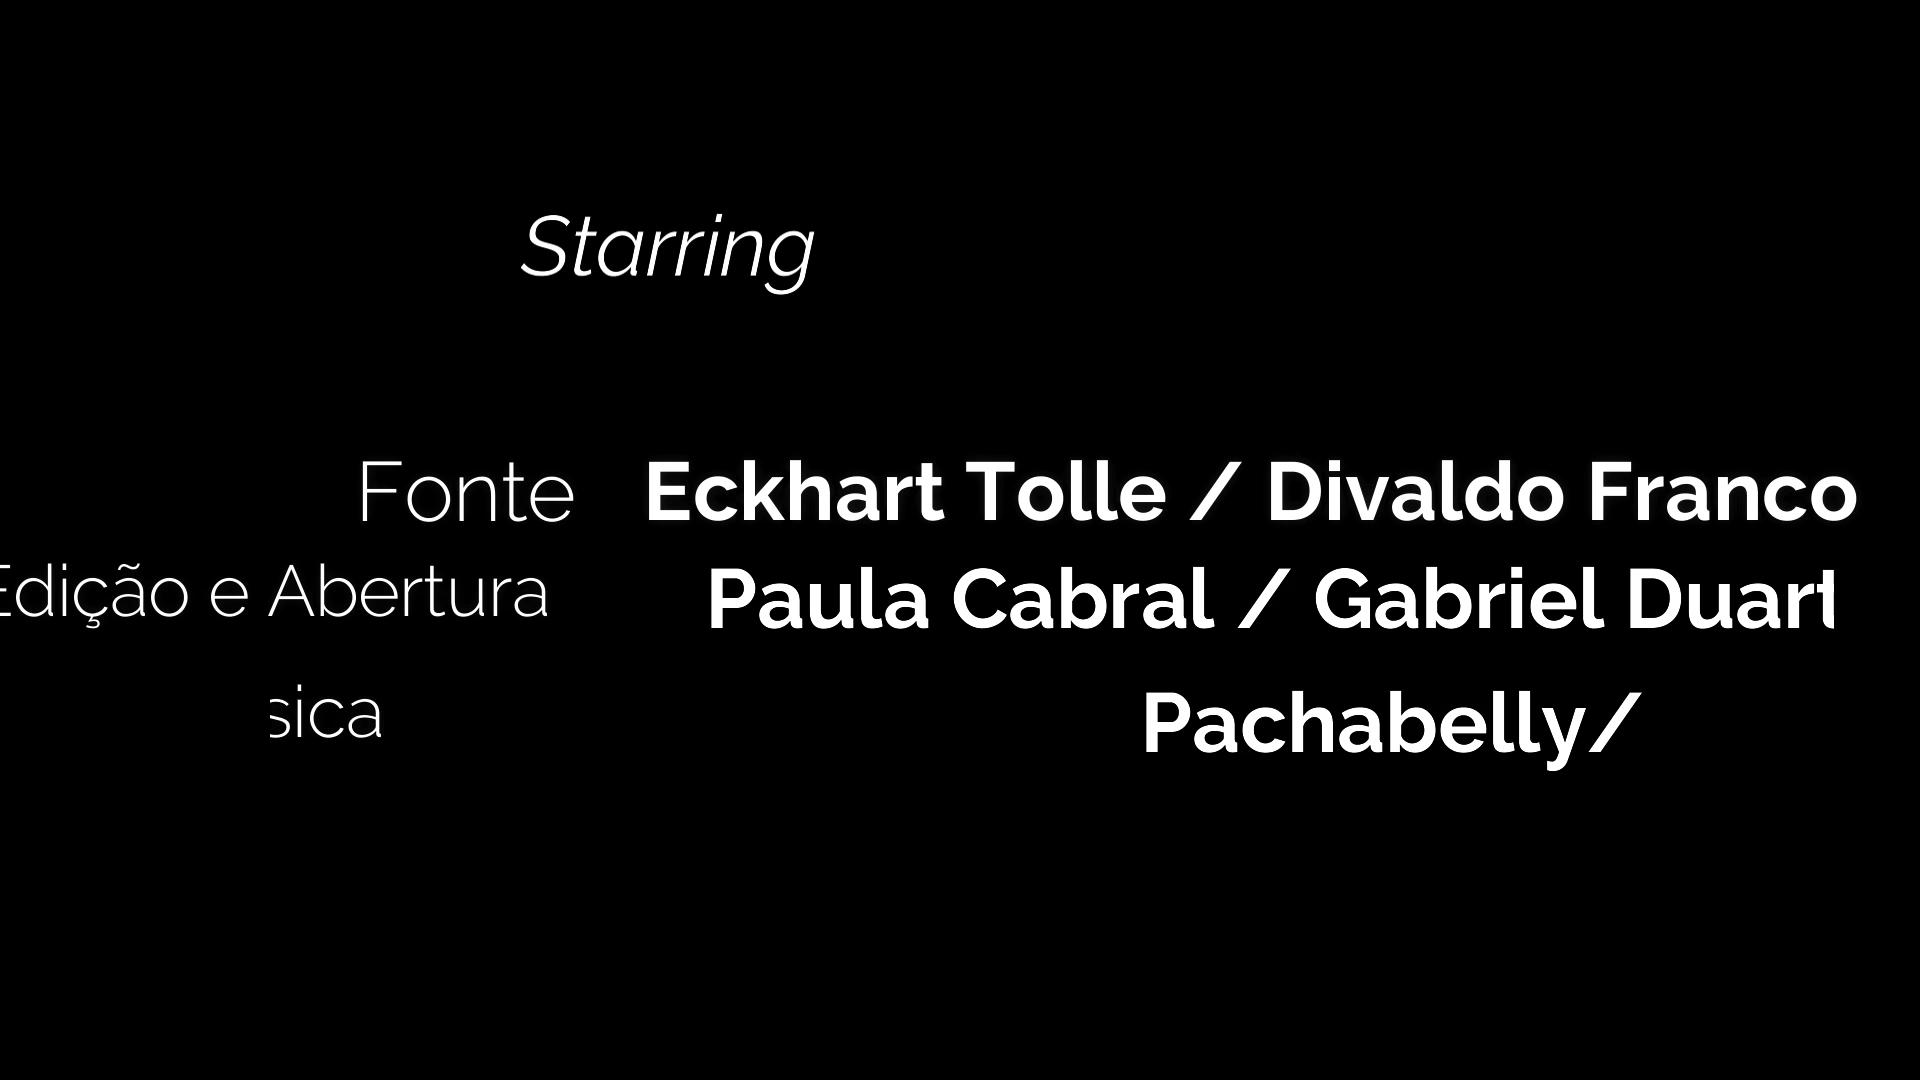 Starring
Fonte Eckhart Tolle / Divaldo Franco
Edição e Abertura Paula Cabral / Gabriel Duart
sica Pachabelly/